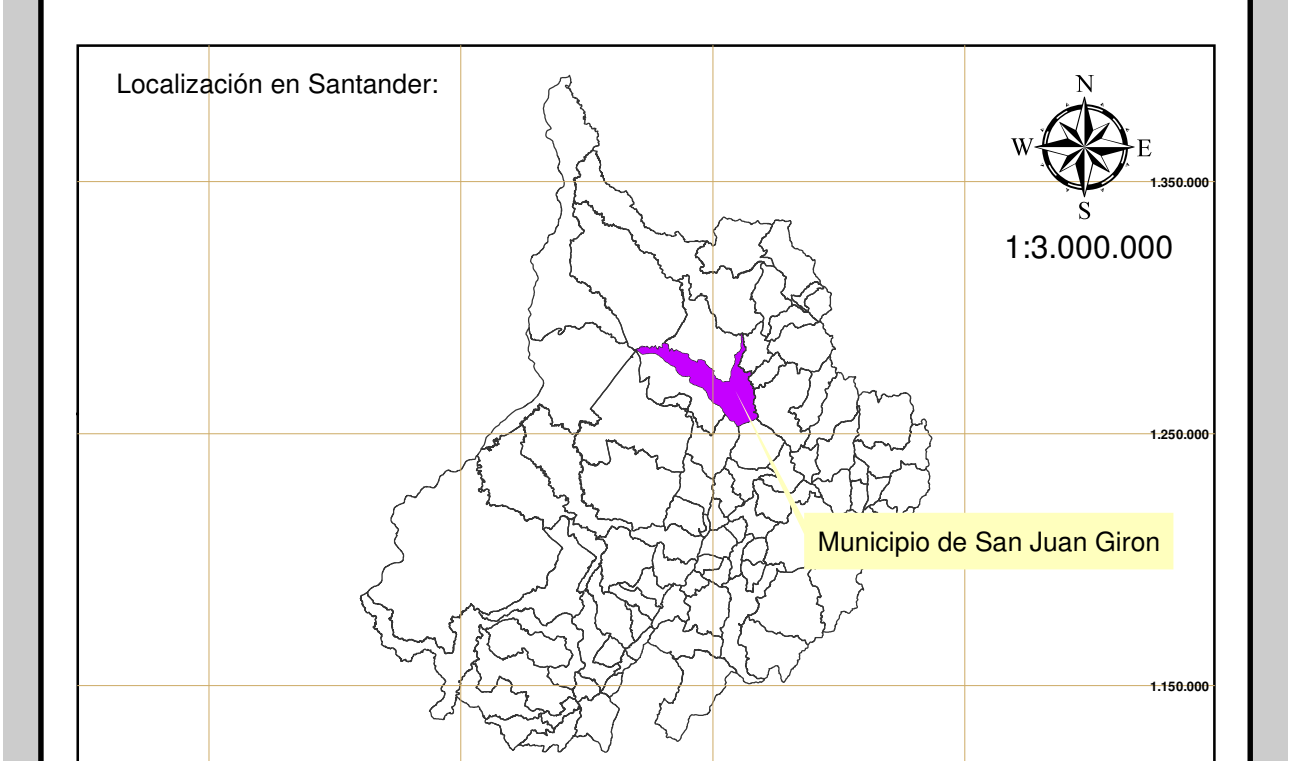 Localización en Santander:
N
W
E
S
1:3.000.000
1.350.000
1.250.000
Municipio de San Juan Giron
1.150.000